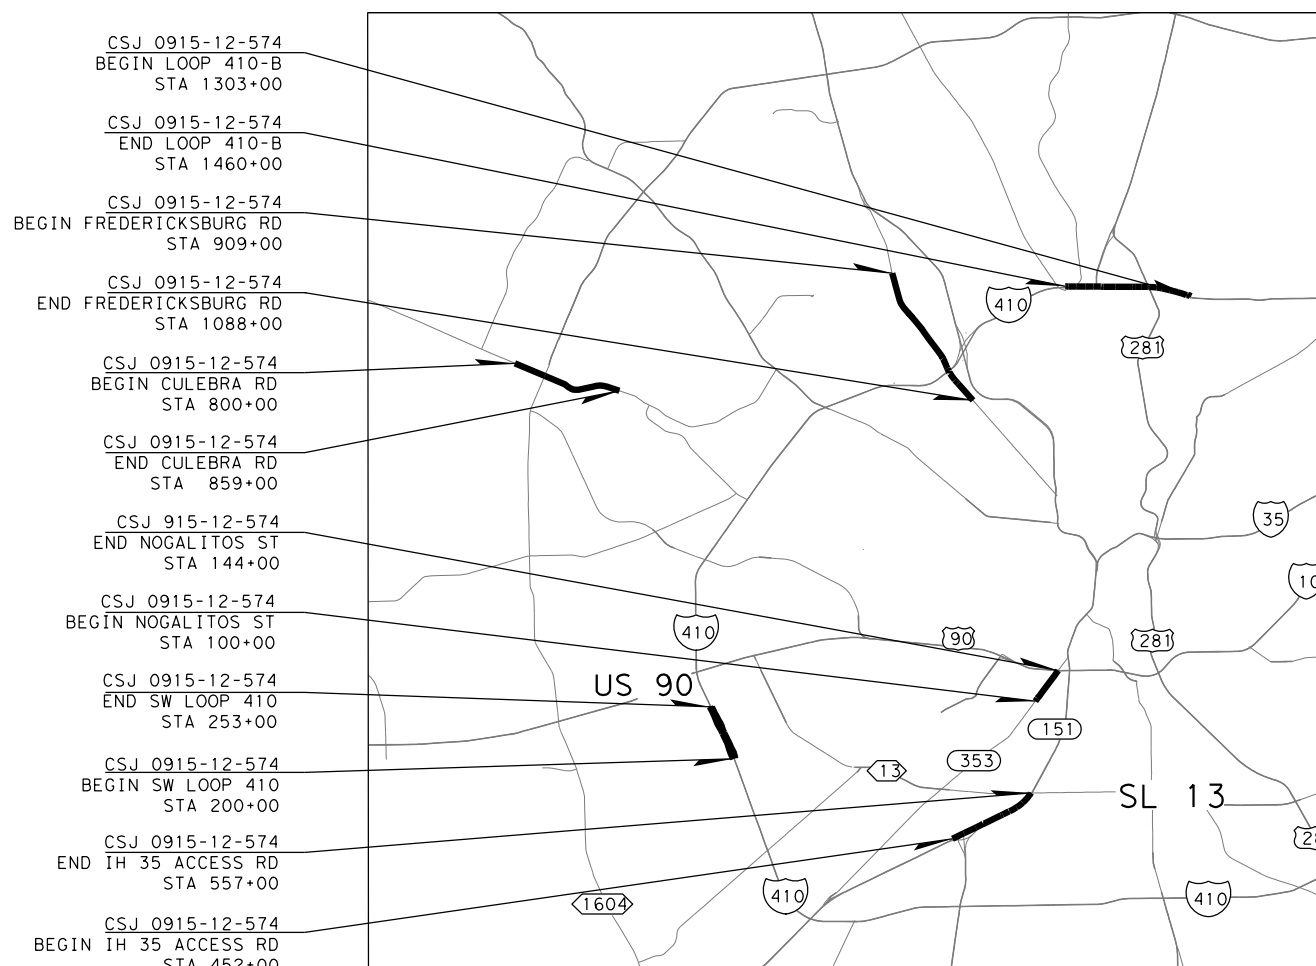 CSJ 0915-12-574
BEGIN LOOP 410-B
STA 1303+00
CSJ 0915-12-574
END LOOP 410-B
STA 1460+00
CSJ 0915-12-574
BEGIN FREDERICKSBURG RD
STA 909+00
CSJ 0915-12-574
END FREDERICKSBURG RD
STA 1088+00
CSJ 0915-12-574
BEGIN CULEBRA RD
STA 800+00
CSJ 0915-12-574
END CULEBRA RD
STA 859+00
CSJ 915-12-574
END NOGALITOS ST
STA 144+00
CSJ 0915-12-574
BEGIN NOGALITOS ST
STA 100+00
CSJ 0915-12-574
END SW LOOP 410
STA 253+00
CSJ 0915-12-574
BEGIN SW LOOP 410
STA 200+00
CSJ 0915-12-574
END IH 35 ACCESS RD
STA 557+00
CSJ 0915-12-574
BEGIN IH 35 ACCESS RD
STA 452+00
410
281
35
10
410
90
281
US 90
151
353
13
SL 13
28
1604
410
410